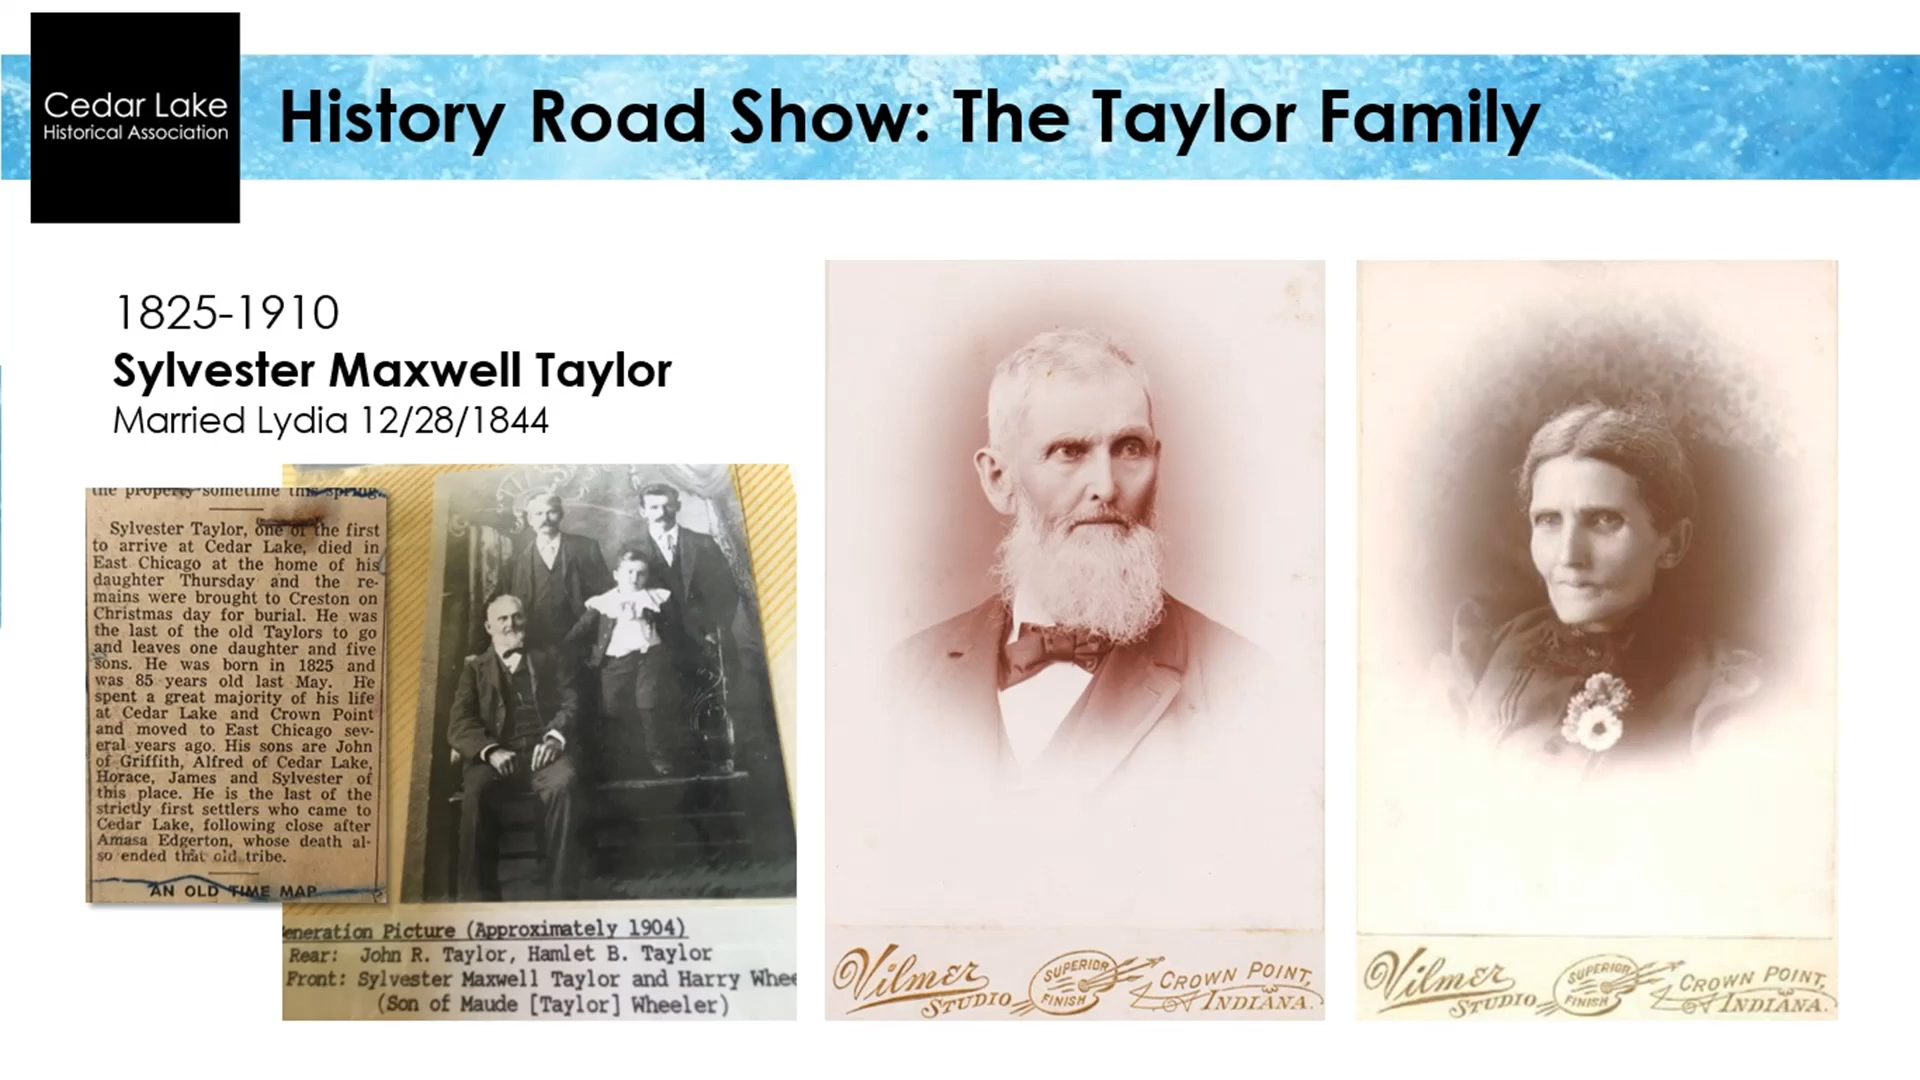 Cedar Lake
Historical Association
History Road Show: The Taylor Family
1825-1910
Sylvester Maxwell Taylor
Married Lydia 12/28/1844
the property sometime this spring.
Sylvester Taylor, one of the first
to arrive at Cedar Lake, died in
East Chicago at the home of his
daughter Thursday and the re-
mains were brought to Creston on
Christmas day for burial. He was
the last of the old Taylors to go
and leaves one daughter and five
sons. He was born in 1825 and
was 85 years old last May. He
spent a great majority of his life
at Cedar Lake and Crown Point
and moved to East Chicago sev-
eral years ago. His sons are John
of Griffith, Alfred of Cedar Lake,
Horace, James and Sylvester of
this place. He is the last of the
strictly first settlers who came to
Cedar Lake, following close after
Amasa Edgerton, whose death al-
so ended that old tribe.
AN OLD TIME MAP
eneration Picture (Approximately 1904)
Rear: John R. Taylor, Hamlet B. Taylor
Front: Sylvester Maxwell Taylor and Harry Whee
(Son of Maude [Taylor] Wheeler)
Vilmer
STUDIO
SUPERIOR
FINISH
CROWN POINT,
INDIANA.
Vilmer
STUDIO
SUPERIOR
FINISH
CROWN POINT,
INDIANA.